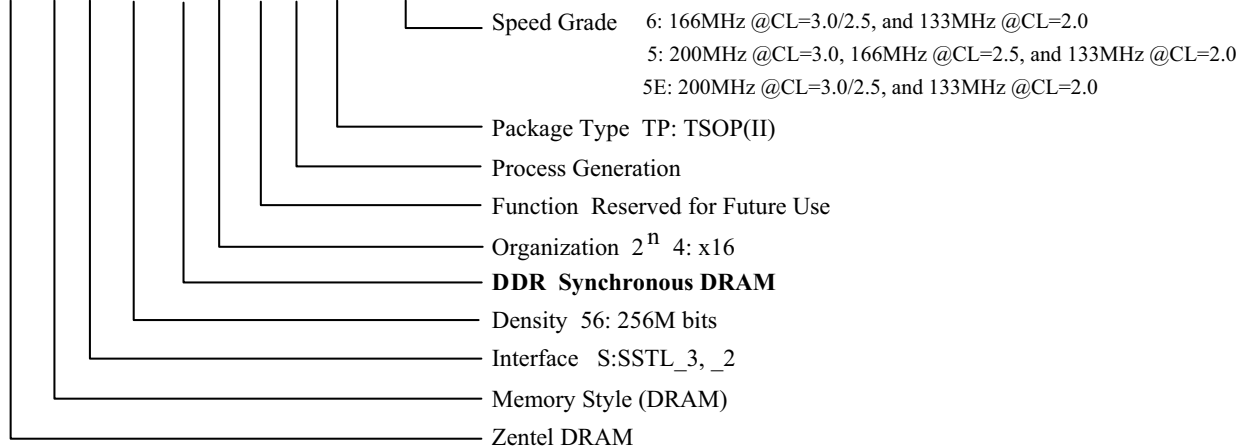 Speed Grade 6: 166MHz @CL=3.0/2.5, and 133MHz @CL=2.0
5: 200MHz @CL=3.0, 166MHz @CL=2.5, and 133MHz @CL=2.0
5E: 200MHz @CL=3.0/2.5, and 133MHz @CL=2.0
Package Type TP: TSOP(II)
Process Generation
Function Reserved for Future Use
Organization 2ⁿ 4: x16
DDR Synchronous DRAM
Density 56: 256M bits
Interface S:SSTL_3, _2
Memory Style (DRAM)
Zentel DRAM